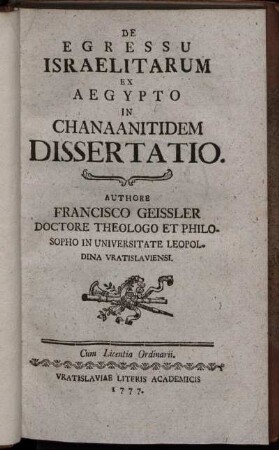 DE
EGRESSU
ISRAELITARUM
EX
AEGYPTO
IN
CHANAANITIDEM
DISSERTATIO.
AUTHORE
FRANCISCO GEISSLER
DOCTORE THEOLOGO ET PHILO-
SOPHO IN UNIVERSITATE LEOPOL-
DINA VRATISLAVIENSI.
Cum Licentia Ordinarii.
VRATISLAVIAE LITERIS ACADEMICIS
1777.